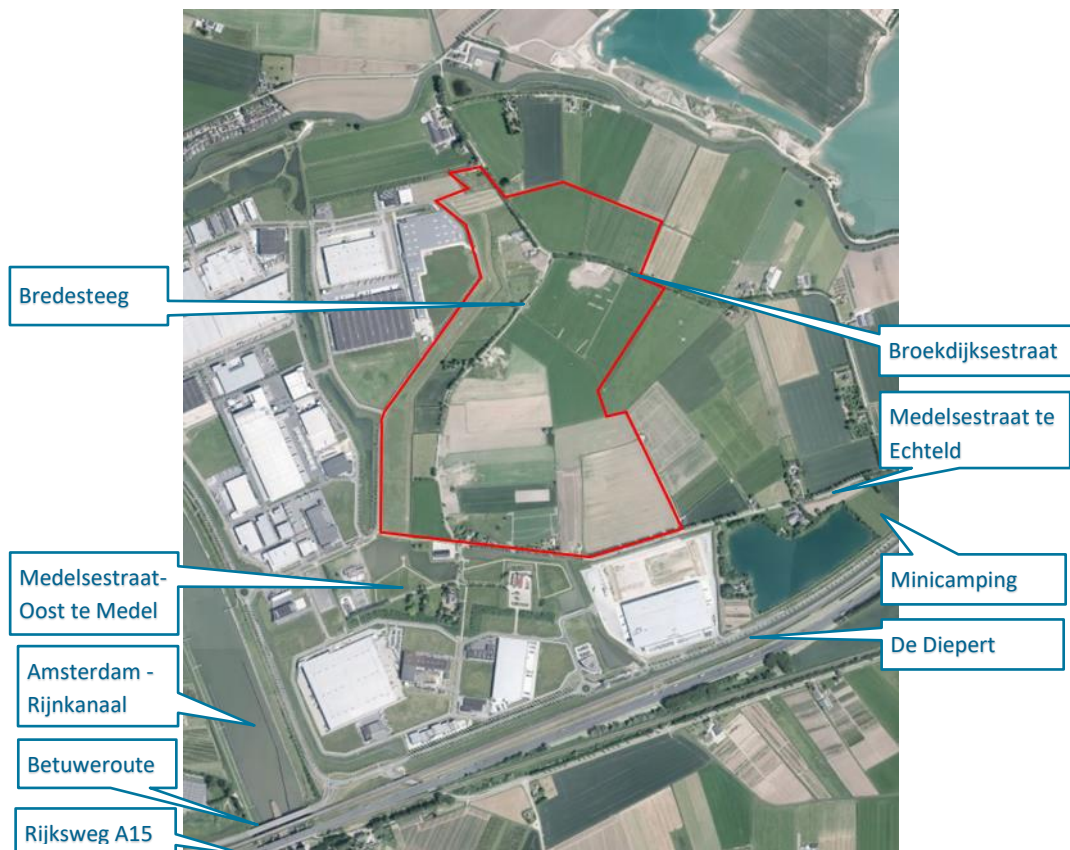 Bredesteeg
Broekdijksestraat
Medelsestraat te
Echteld
Medelsestraat-
Oost te Medel
Minicamping
De Diepert
Amsterdam -
Rijnkanaal
Betuweroute
Rijksweg A15